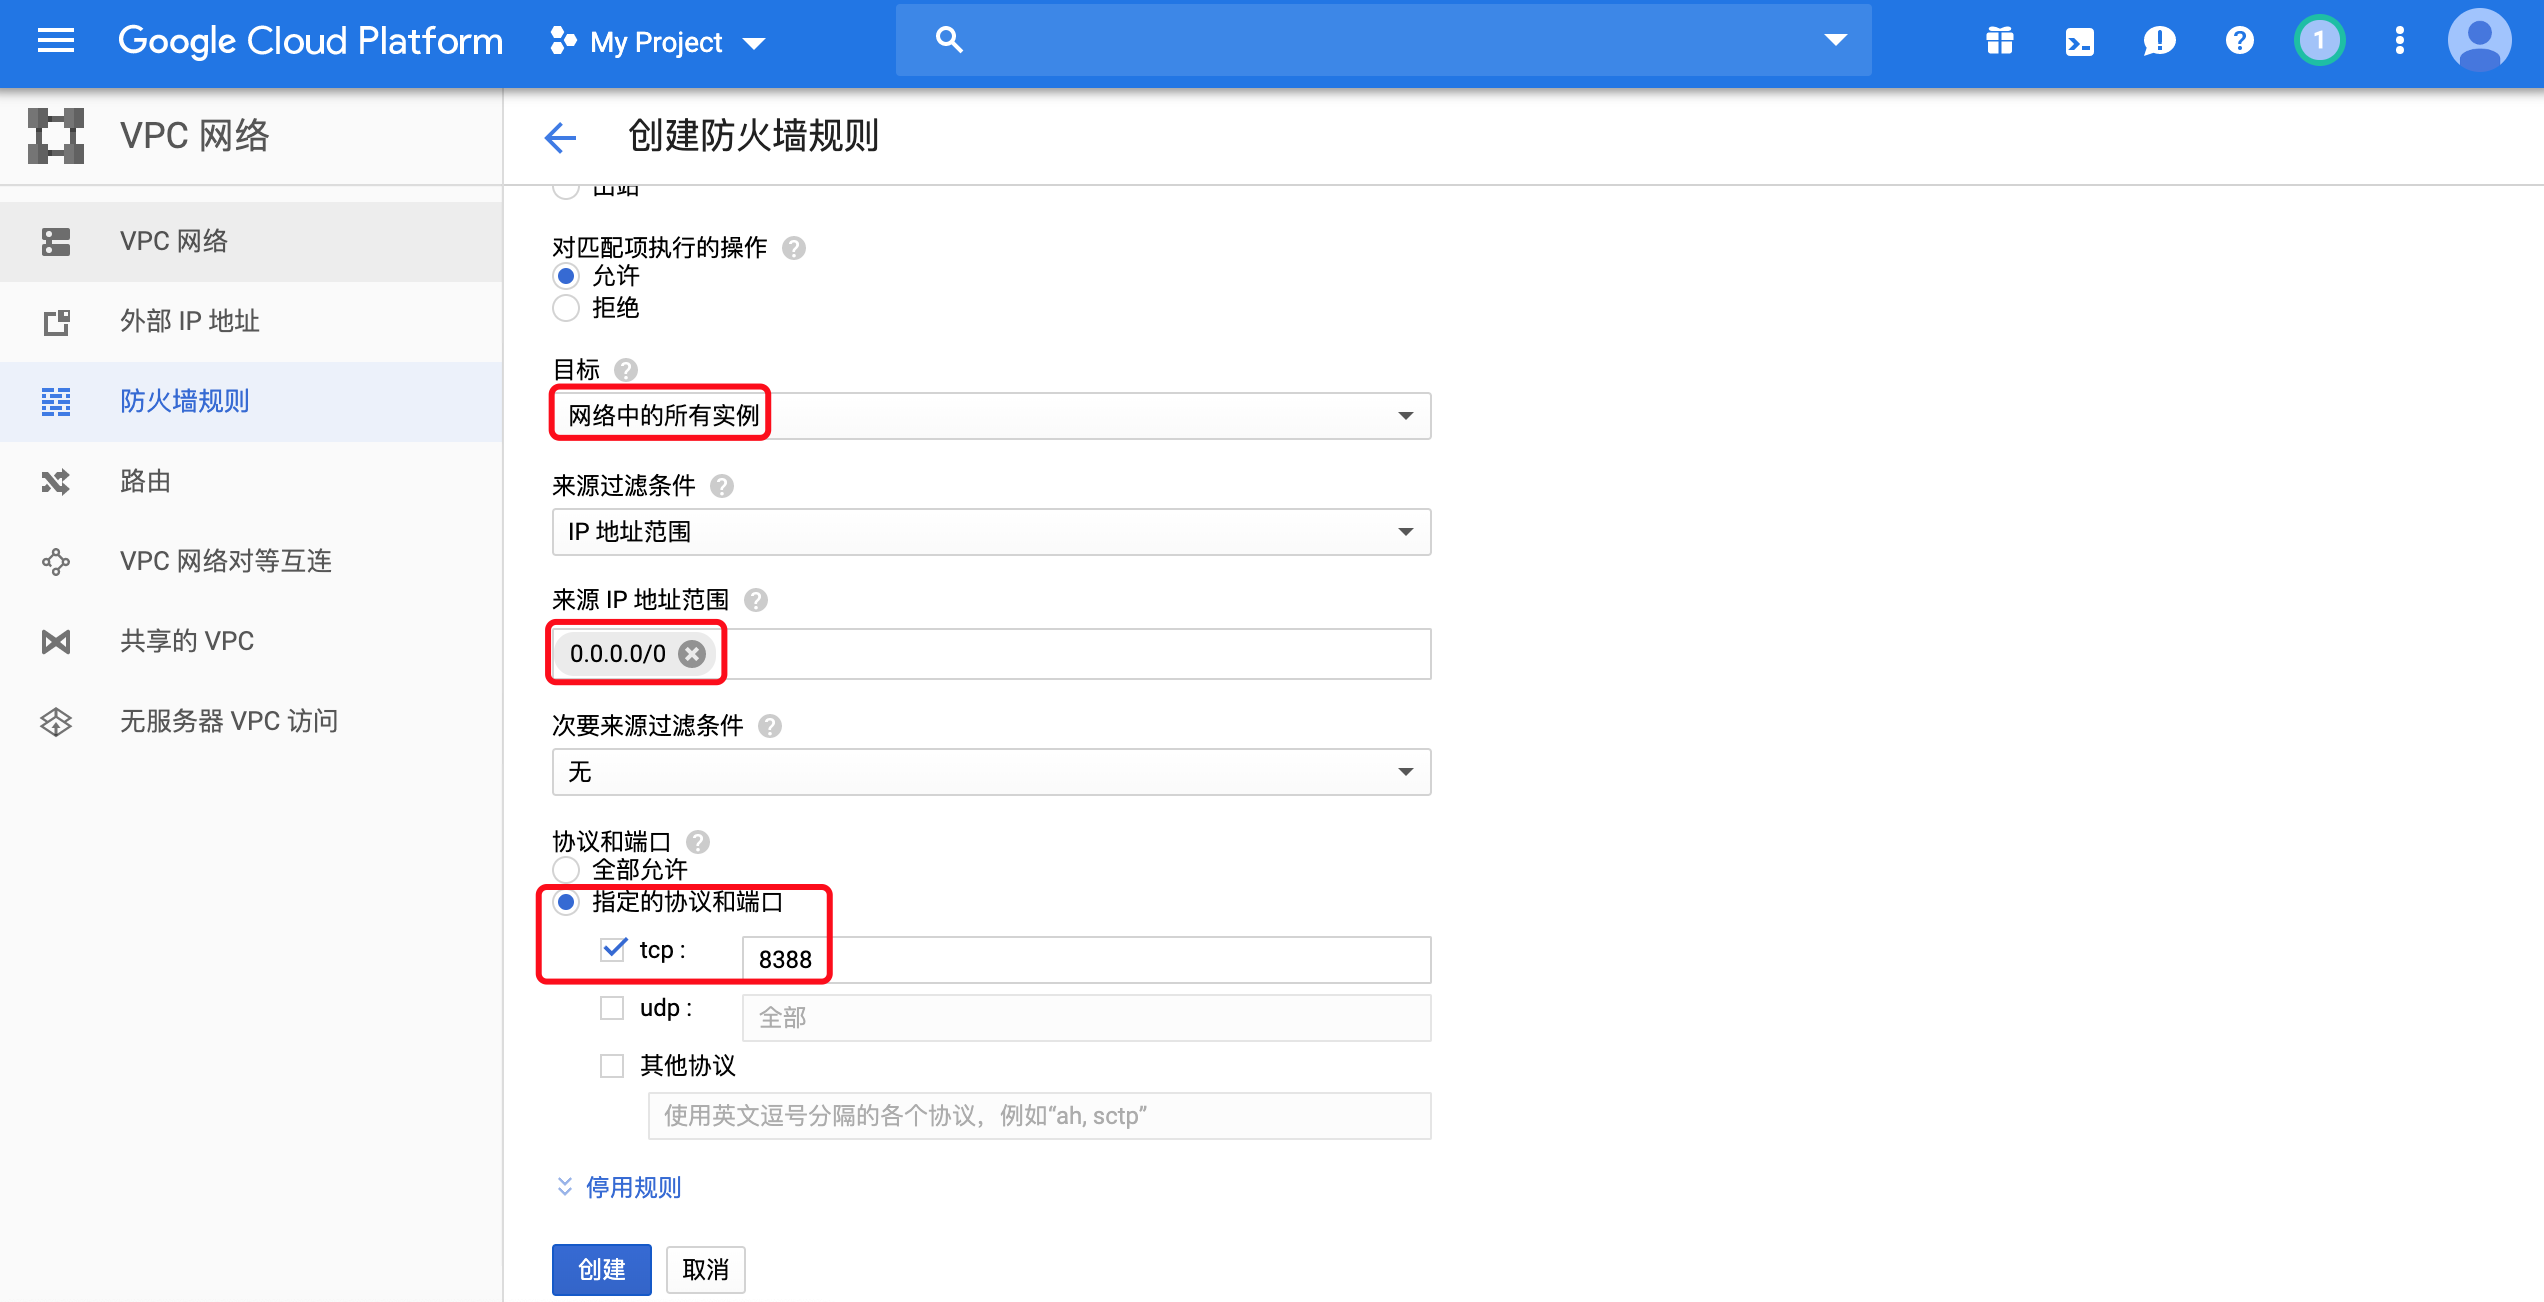 Google Cloud Platform
My Project
1
VPC 网络
创建防火墙规则
VPC 网络
外部 IP 地址
防火墙规则
路由
VPC 网络对等互连
共享的 VPC
无服务器 VPC 访问
出站
对匹配项执行的操作
允许
拒绝
目标
网络中的所有实例
来源过滤条件
IP 地址范围
来源 IP 地址范围
0.0.0.0/0
次要来源过滤条件
无
协议和端口
全部允许
指定的协议和端口
tcp : 8388
udp : 全部
其他协议
使用英文逗号分隔的各个协议，例如“ah, sctp”
停用规则
创建 取消